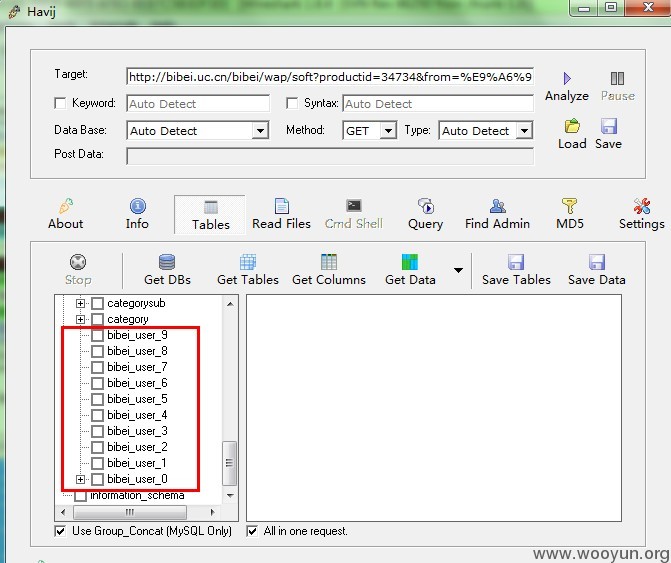 Havij
Target: http://bibei.uc.cn/bibei/wap/soft?productid=34734&from=%E9%A6%9
Keyword: Auto Detect Syntax: Auto Detect
Analyze Pause
Data Base: Auto Detect Method: GET Type: Auto Detect
Post Data:
Load Save
About Info Tables Read Files Cmd Shell Query Find Admin MD5 Settings
Stop Get DBs Get Tables Get Columns Get Data Save Tables Save Data
categorysub
category
bibei_user_9
bibei_user_8
bibei_user_7
bibei_user_6
bibei_user_5
bibei_user_4
bibei_user_3
bibei_user_2
bibei_user_1
bibei_user_0
information_schema
Use Group_Concat (MySQL Only) All in one request.
www.wooyun.org